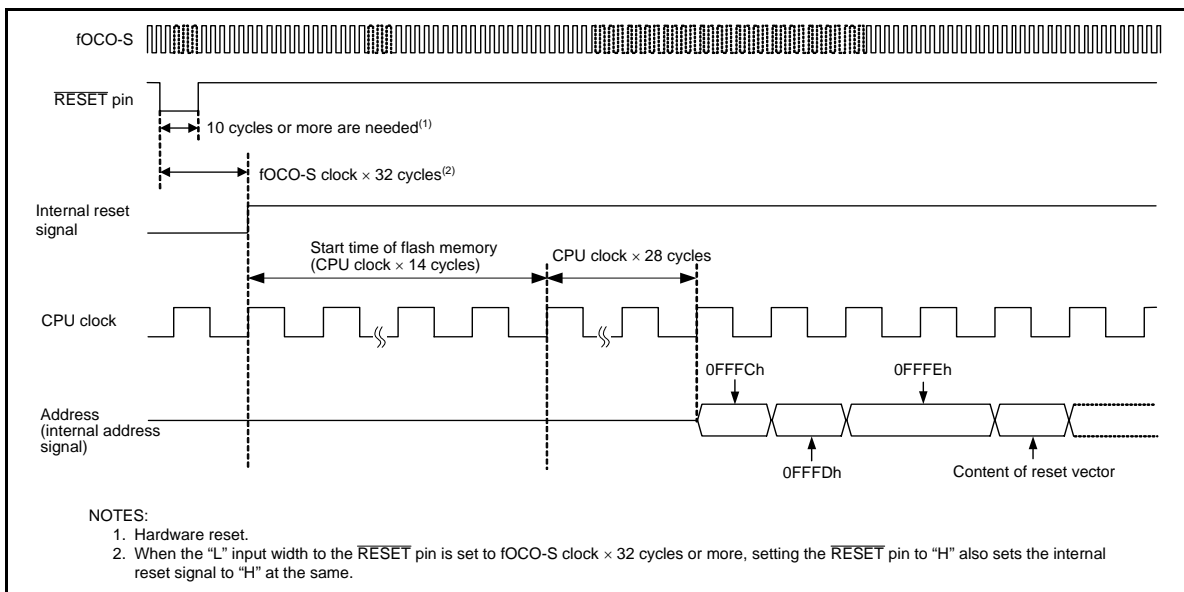 fOCO-S
RESET pin
10 cycles or more are needed(1)
fOCO-S clock × 32 cycles(2)
Internal reset
signal
Start time of flash memory
(CPU clock × 14 cycles)
CPU clock × 28 cycles
CPU clock
0FFFCh
0FFFEh
Address
(internal address
signal)
0FFFDh
Content of reset vector
NOTES:
1. Hardware reset.
2. When the “L” input width to the RESET pin is set to fOCO-S clock × 32 cycles or more, setting the RESET pin to “H” also sets the internal
reset signal to “H” at the same.